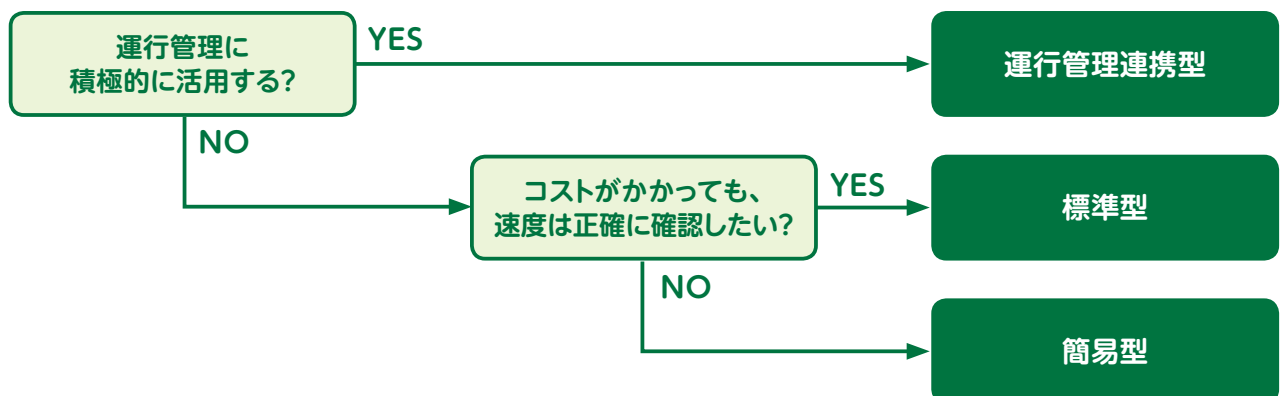 運行管理に
積極的に活用する?
YES
運行管理連携型
NO
コストがかかっても、
速度は正確に確認したい?
YES
標準型
NO
簡易型